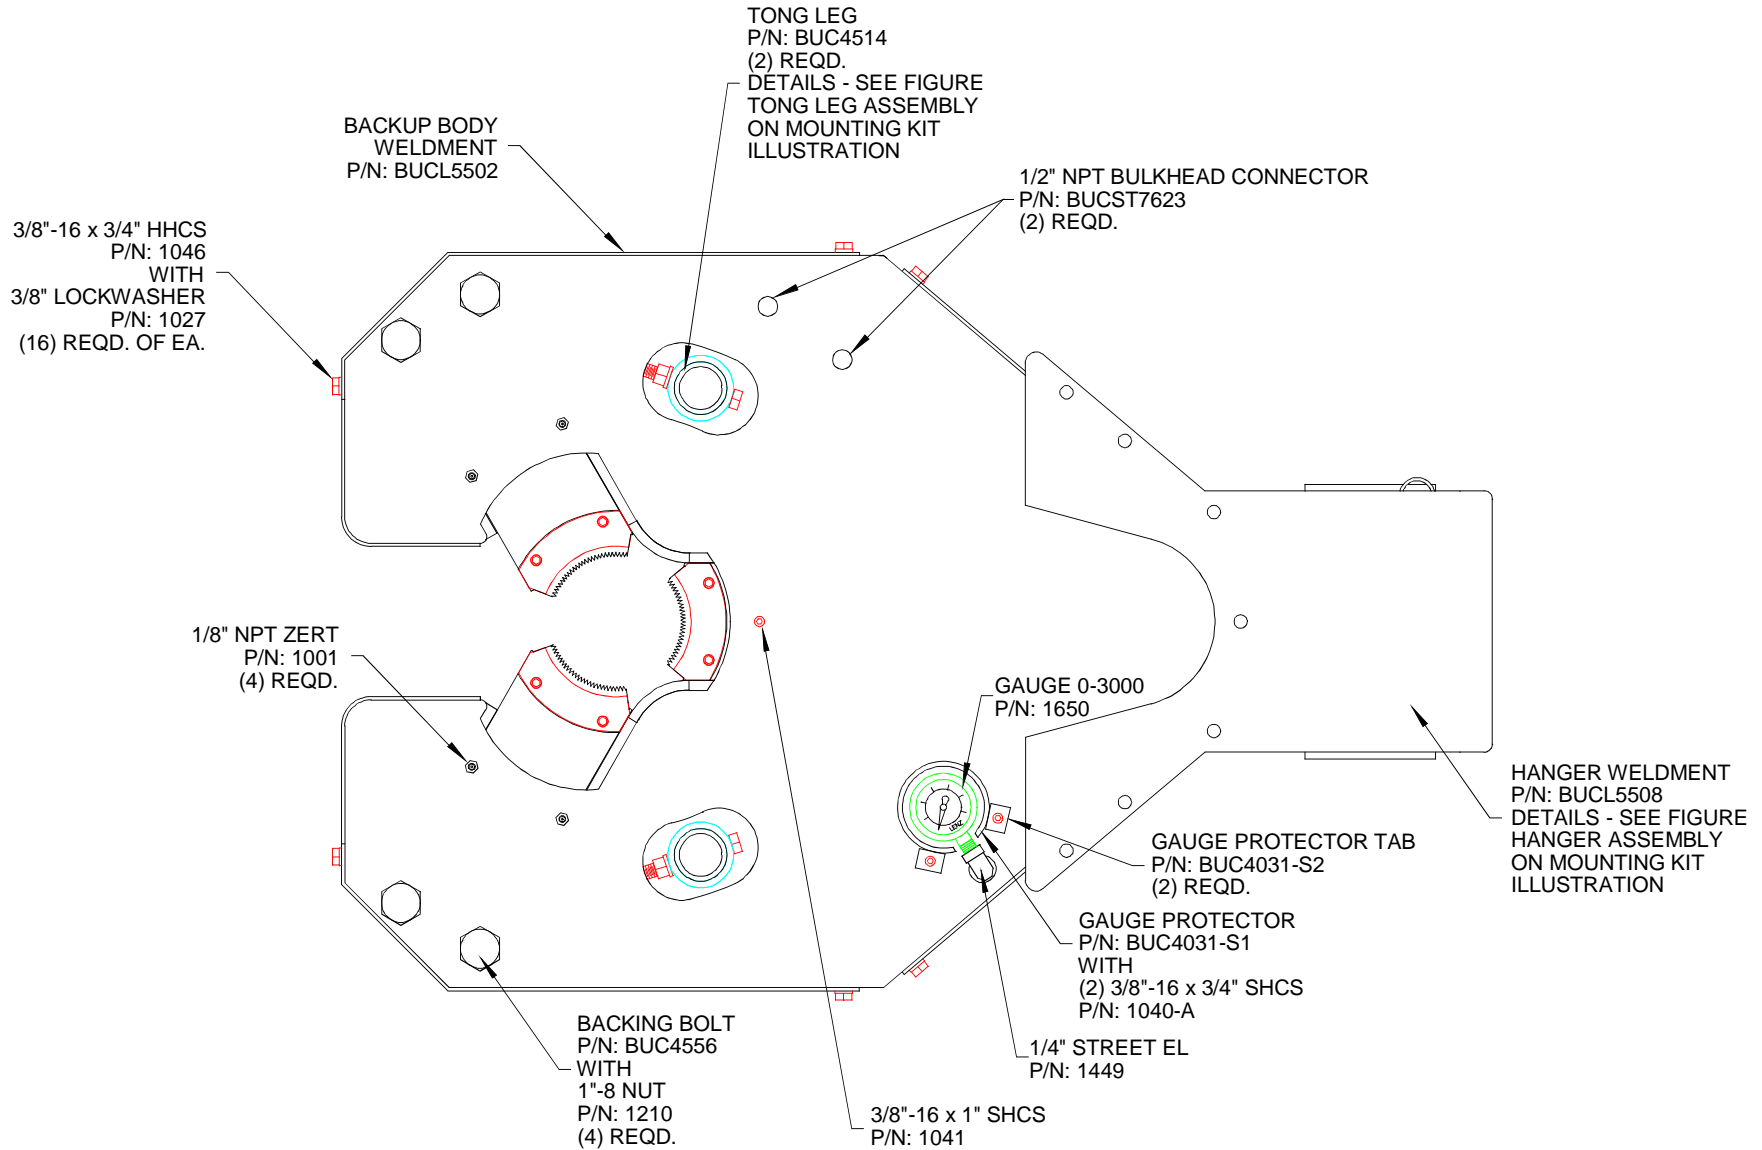 TONG LEG
P/N: BUC4514
(2) REQD.
DETAILS - SEE FIGURE
TONG LEG ASSEMBLY
ON MOUNTING KIT
ILLUSTRATION
BACKUP BODY
WELDMENT
P/N: BUCL5502
1/2" NPT BULKHEAD CONNECTOR
P/N: BUCST7623
(2) REQD.
3/8"-16 x 3/4" HHCS
P/N: 1046
WITH
3/8" LOCKWASHER
P/N: 1027
(16) REQD. OF EA.
1/8" NPT ZERT
P/N: 1001
(4) REQD.
GAUGE 0-3000
P/N: 1650
LENZ
HANGER WELDMENT
P/N: BUCL5508
DETAILS - SEE FIGURE
HANGER ASSEMBLY
ON MOUNTING KIT
ILLUSTRATION
GAUGE PROTECTOR TAB
P/N: BUC4031-S2
(2) REQD.
GAUGE PROTECTOR
P/N: BUC4031-S1
WITH
(2) 3/8"-16 x 3/4" SHCS
P/N: 1040-A
1/4" STREET EL
P/N: 1449
BACKING BOLT
P/N: BUC4556
WITH
1"-8 NUT
P/N: 1210
(4) REQD.
3/8"-16 x 1" SHCS
P/N: 1041